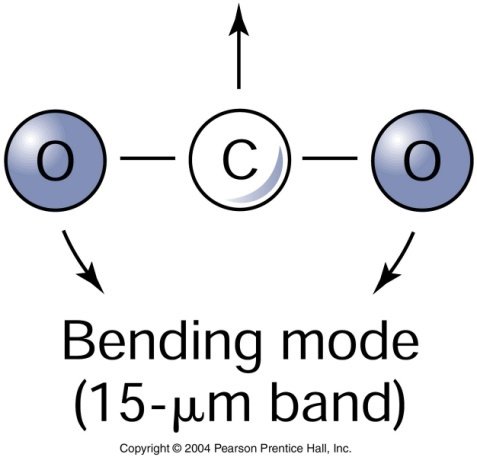 O C O
Bending mode
(15-μm band)
Copyright © 2004 Pearson Prentice Hall, Inc.